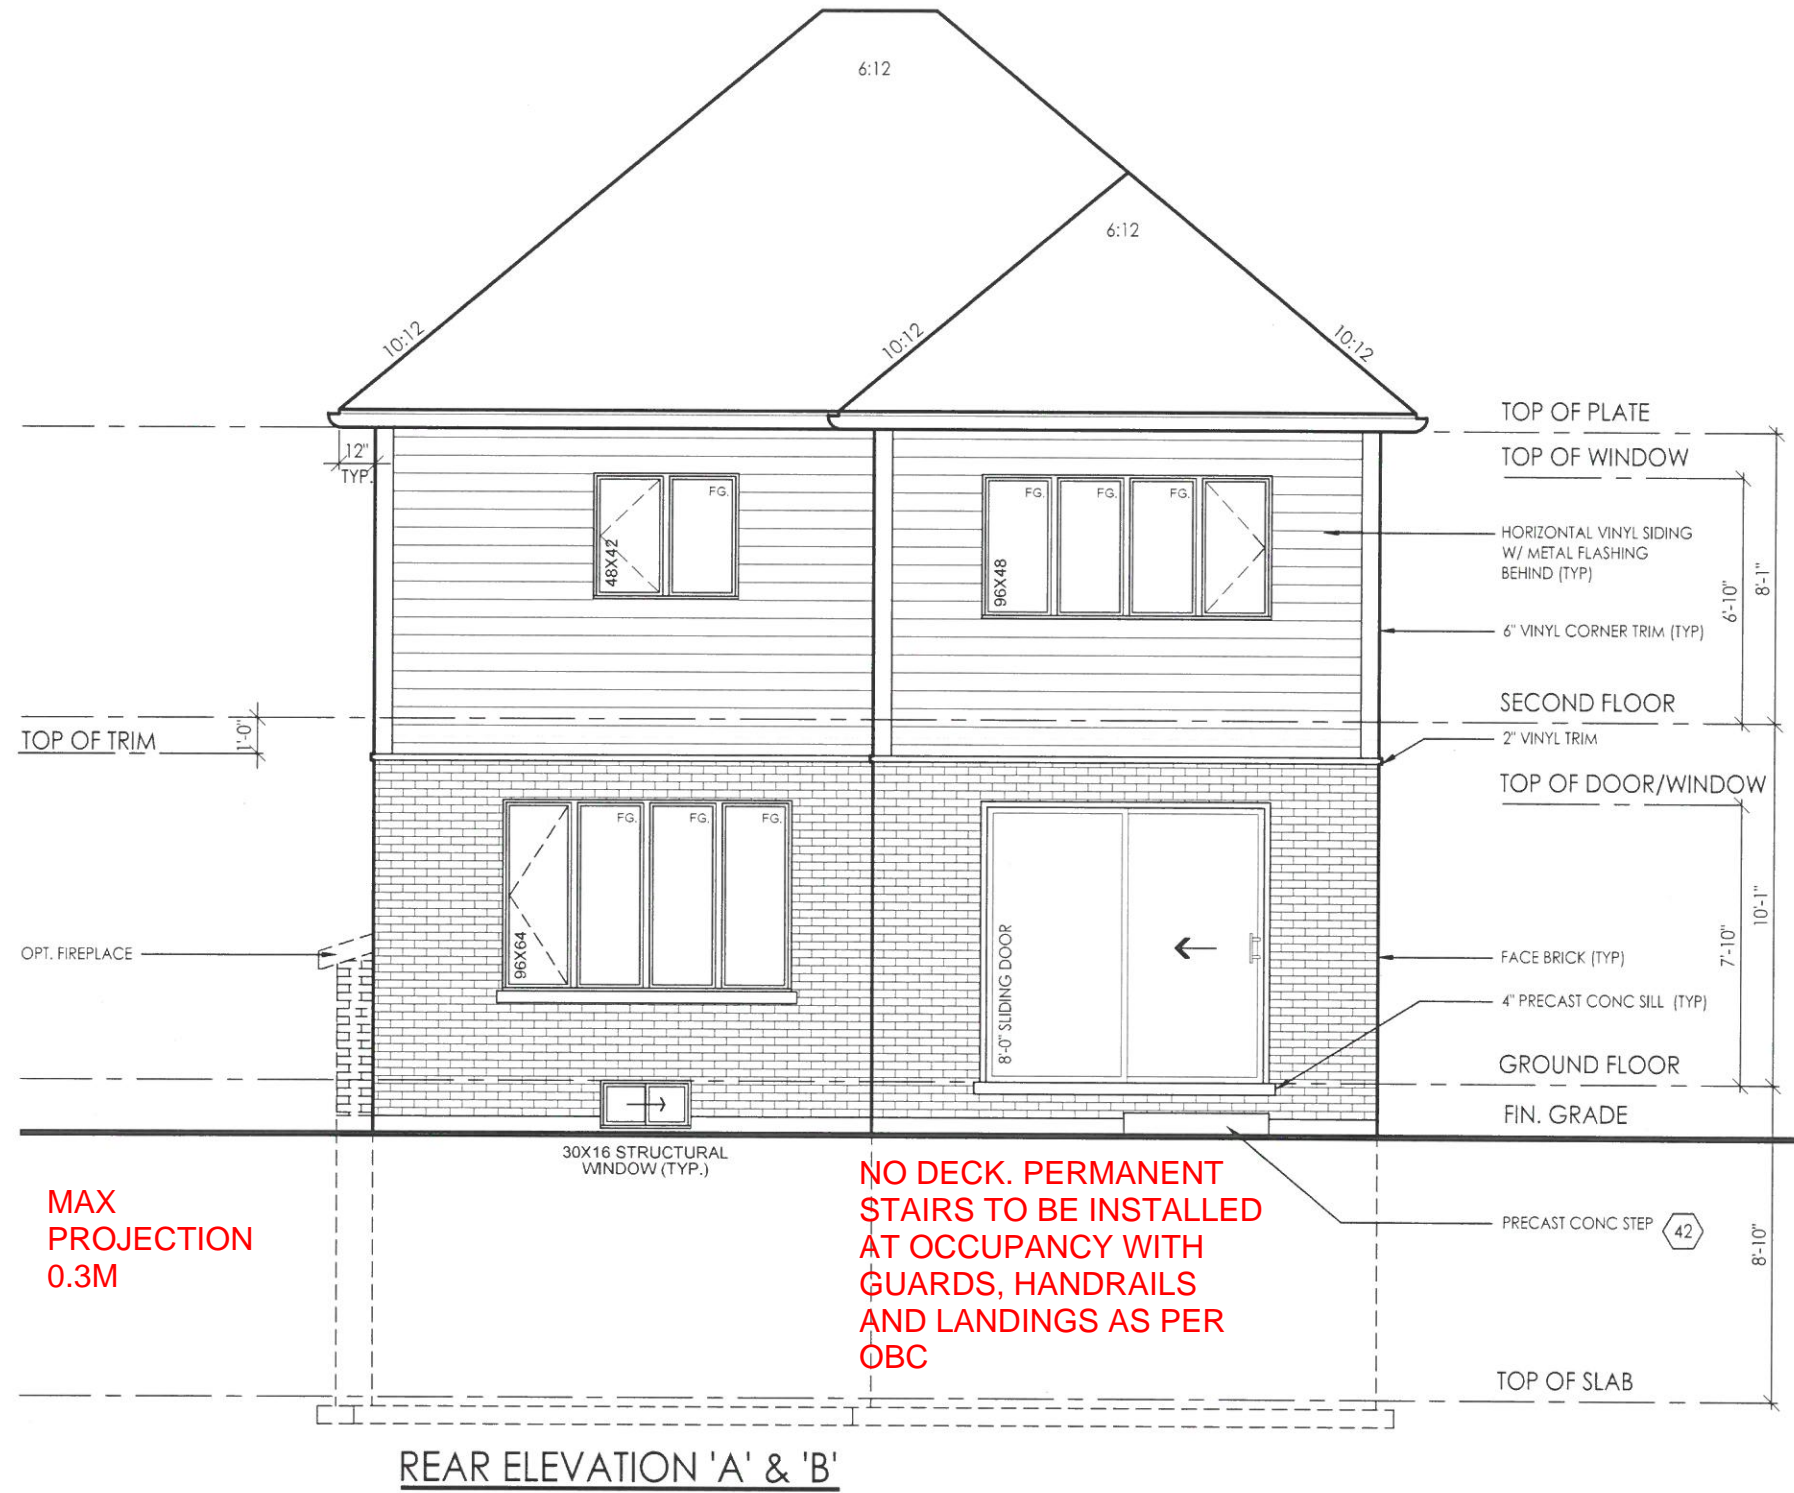 6:12
6:12
10:12
10:12
10:12
TOP OF PLATE
12"
TYP.
TOP OF WINDOW
FG.
FG.
FG.
FG.
48X42
96X48
HORIZONTAL VINYL SIDING
W/ METAL FLASHING
BEHIND (TYP)
6'-10"
8'-1"
6" VINYL CORNER TRIM (TYP)
SECOND FLOOR
TOP OF TRIM
1'-0"
2" VINYL TRIM
TOP OF DOOR/WINDOW
FG.
FG.
FG.
96X64
8'-0" SLIDING DOOR
OPT. FIREPLACE
FACE BRICK (TYP)
7'-10"
10'-1"
4" PRECAST CONC SILL (TYP)
GROUND FLOOR
FIN. GRADE
30X16 STRUCTURAL
WINDOW (TYP.)
MAX
PROJECTION
0.3M
NO DECK. PERMANENT
STAIRS TO BE INSTALLED
AT OCCUPANCY WITH
GUARDS, HANDRAILS
AND LANDINGS AS PER
OBC
PRECAST CONC STEP 42
8'-10"
TOP OF SLAB
REAR ELEVATION 'A' & 'B'